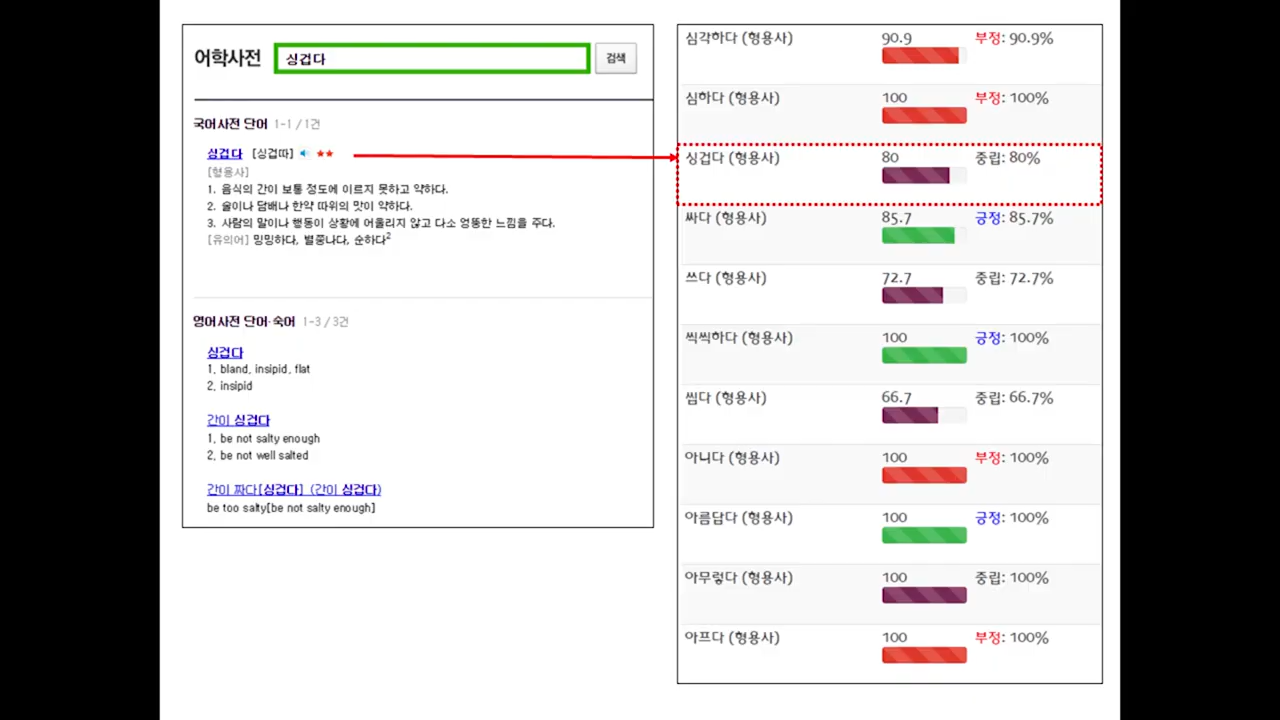 어학사전 싱겁다 검색
국어사전 단어 1-1 / 1건
싱겁다 [싱겁따] ★★
[형용사]
1. 음식의 간이 보통 정도에 이르지 못하고 약하다.
2. 술이나 담배나 한약 따위의 맛이 약하다.
3. 사람의 말이나 행동이 상황에 어울리지 않고 다소 엉뚱한 느낌을 주다.
[유의어] 밍밍하다, 별쭝나다, 순하다2
영어사전 단어·숙어 1-3 / 3건
싱겁다
1. bland, insipid, flat
2. insipid
간이 싱겁다
1. be not salty enough
2. be not well salted
간이 짜다[싱겁다] (간이 싱겁다)
be too salty[be not salty enough]
심각하다 (형용사) 90.9 부정: 90.9%
심하다 (형용사) 100 부정: 100%
싱겁다 (형용사) 80 중립: 80%
싸다 (형용사) 85.7 긍정: 85.7%
쓰다 (형용사) 72.7 중립: 72.7%
씩씩하다 (형용사) 100 긍정: 100%
씹다 (형용사) 66.7 중립: 66.7%
아니다 (형용사) 100 부정: 100%
아름답다 (형용사) 100 긍정: 100%
아무렇다 (형용사) 100 중립: 100%
아프다 (형용사) 100 부정: 100%